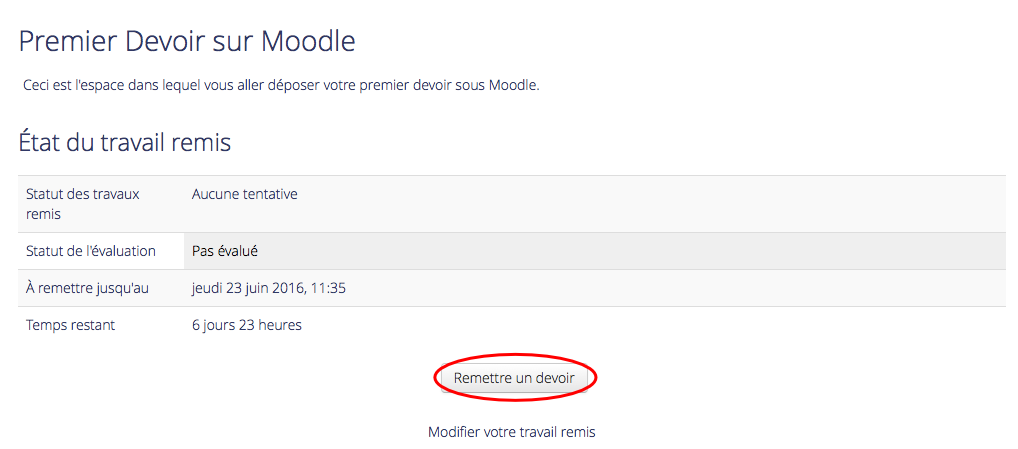 Premier Devoir sur Moodle
Ceci est l'espace dans lequel vous aller déposer votre premier devoir sous Moodle.
État du travail remis
Statut des travaux remis
Aucune tentative
Statut de l'évaluation
Pas évalué
À remettre jusqu'au
jeudi 23 juin 2016, 11:35
Temps restant
6 jours 23 heures
Remettre un devoir
Modifier votre travail remis